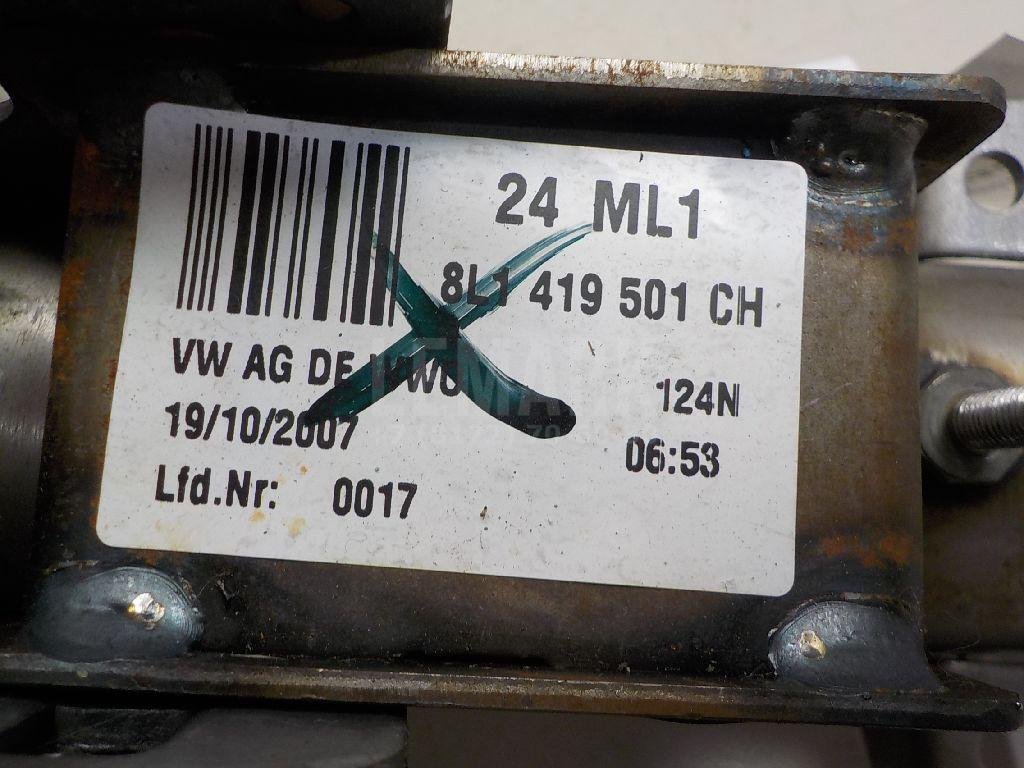 24 ML1
8L1 419 501 CH
VW AG DE
124N
19/10/2007
06:53
Lfd.Nr: 0017